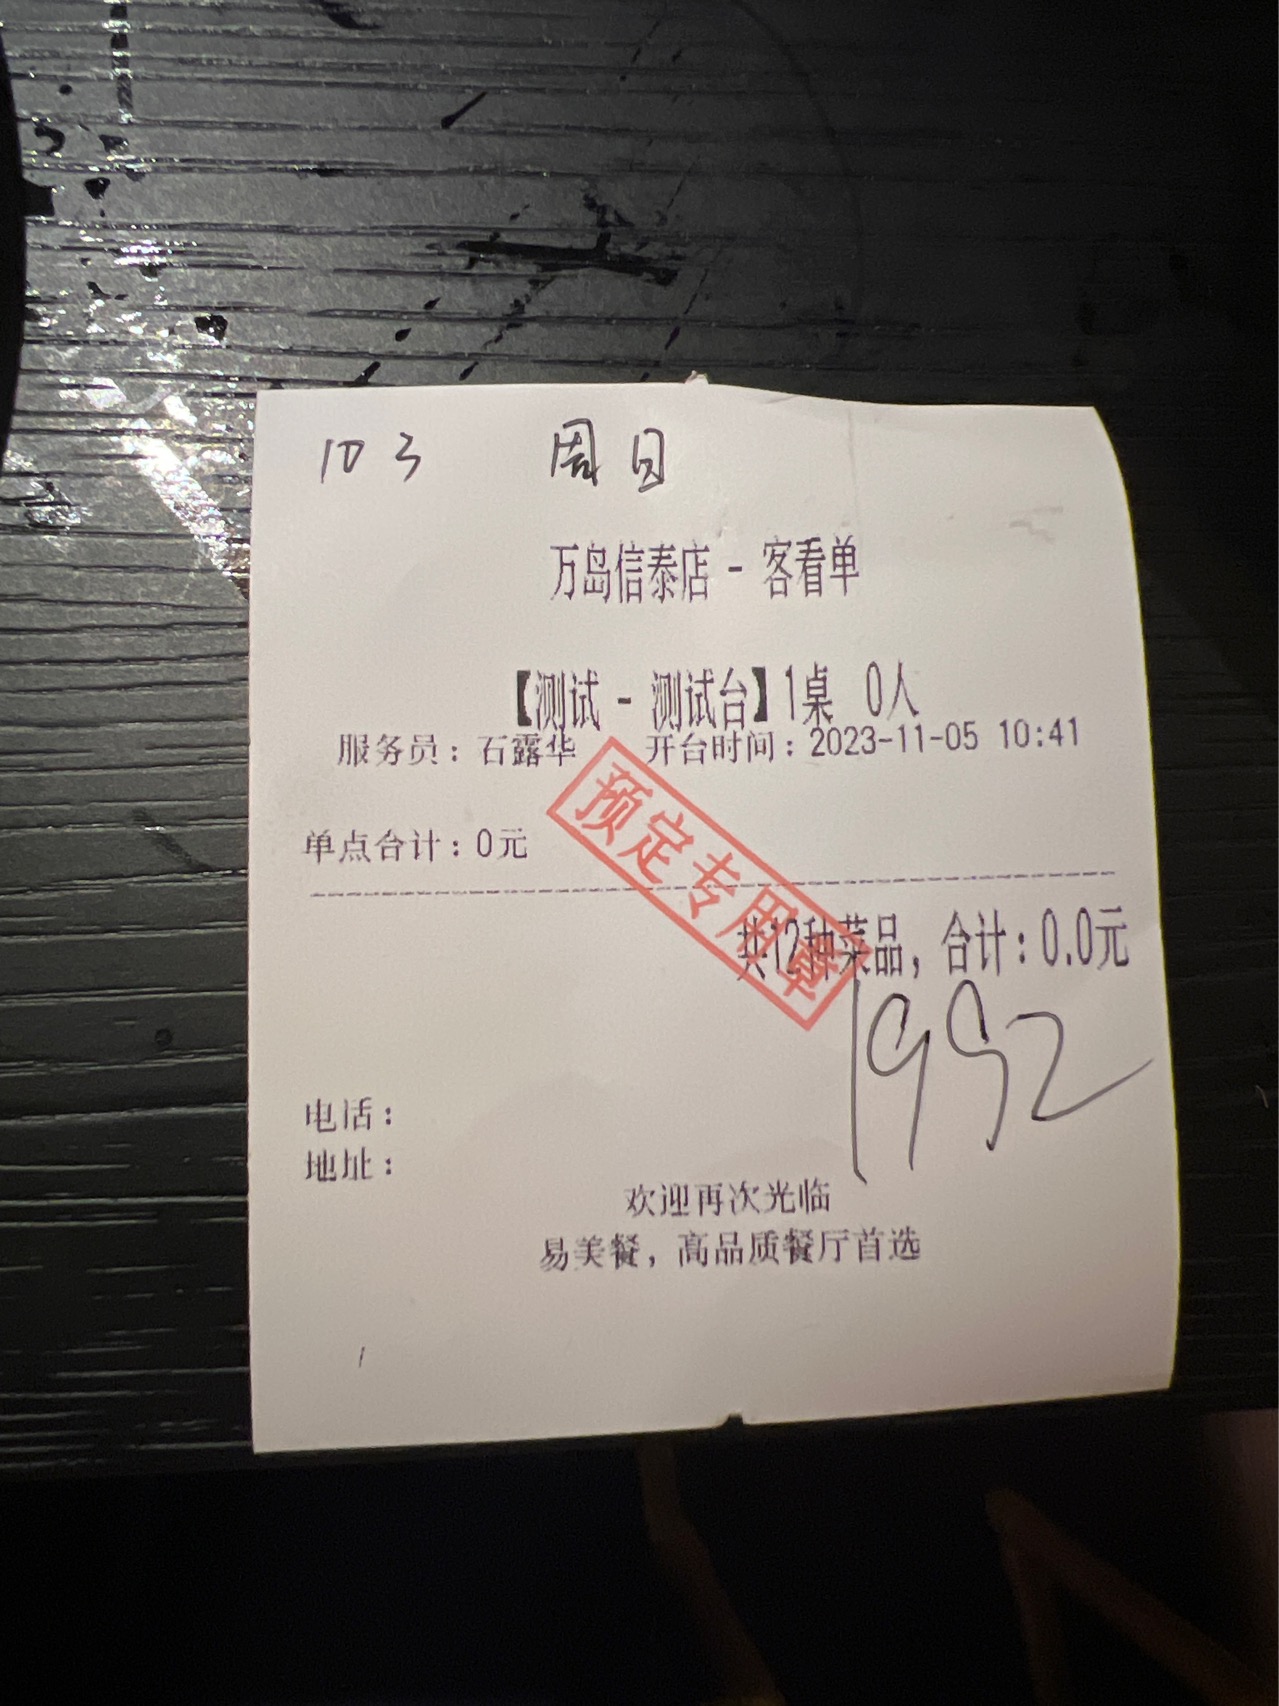 103 周日
万岛信泰店 - 客看单
【测试 - 测试台】1桌 0人
服务员：石露华 开台时间：2023-11-05 10:41
预定专用章
单点合计：0元
共12种菜品，合计：0.0元
1992
电话：
地址：
欢迎再次光临
易美餐，高品质餐厅首选